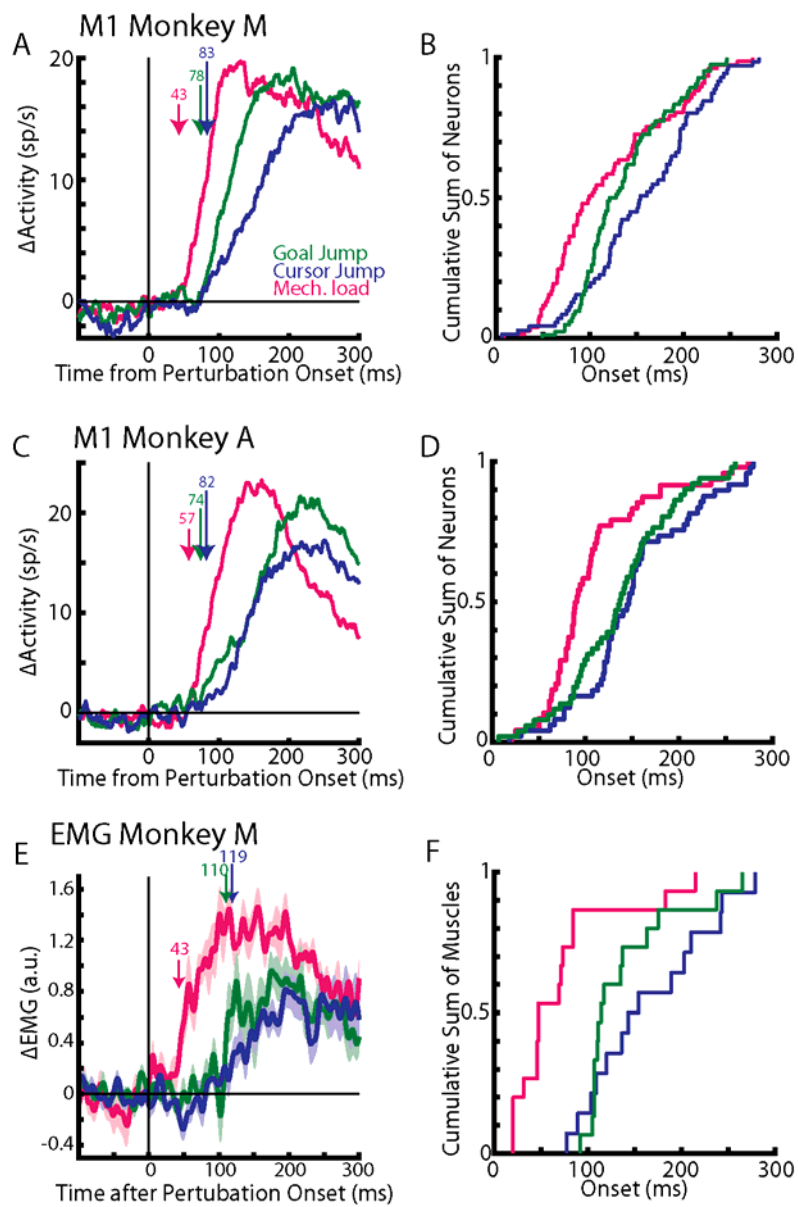 M1 Monkey M
A
20
10
0
ΔActivity (sp/s)
43
78
83
Goal Jump
Cursor Jump
Mech. load
0 100 200 300
Time from Perturbation Onset (ms)
B
1
0.5
0
Cumulative Sum of Neurons
0 100 200 300
Onset (ms)
M1 Monkey A
C
20
10
0
ΔActivity (sp/s)
57
74
82
0 100 200 300
Time from Perturbation Onset (ms)
D
1
0.5
0
Cumulative Sum of Neurons
0 100 200 300
Onset (ms)
EMG Monkey M
E
1.6
1.2
0.8
0.4
0
-0.4
ΔEMG (a.u.)
43
110
119
0 100 200 300
Time after Perturbation Onset (ms)
F
1
0.5
0
Cumulative Sum of Muscles
0 100 200 300
Onset (ms)